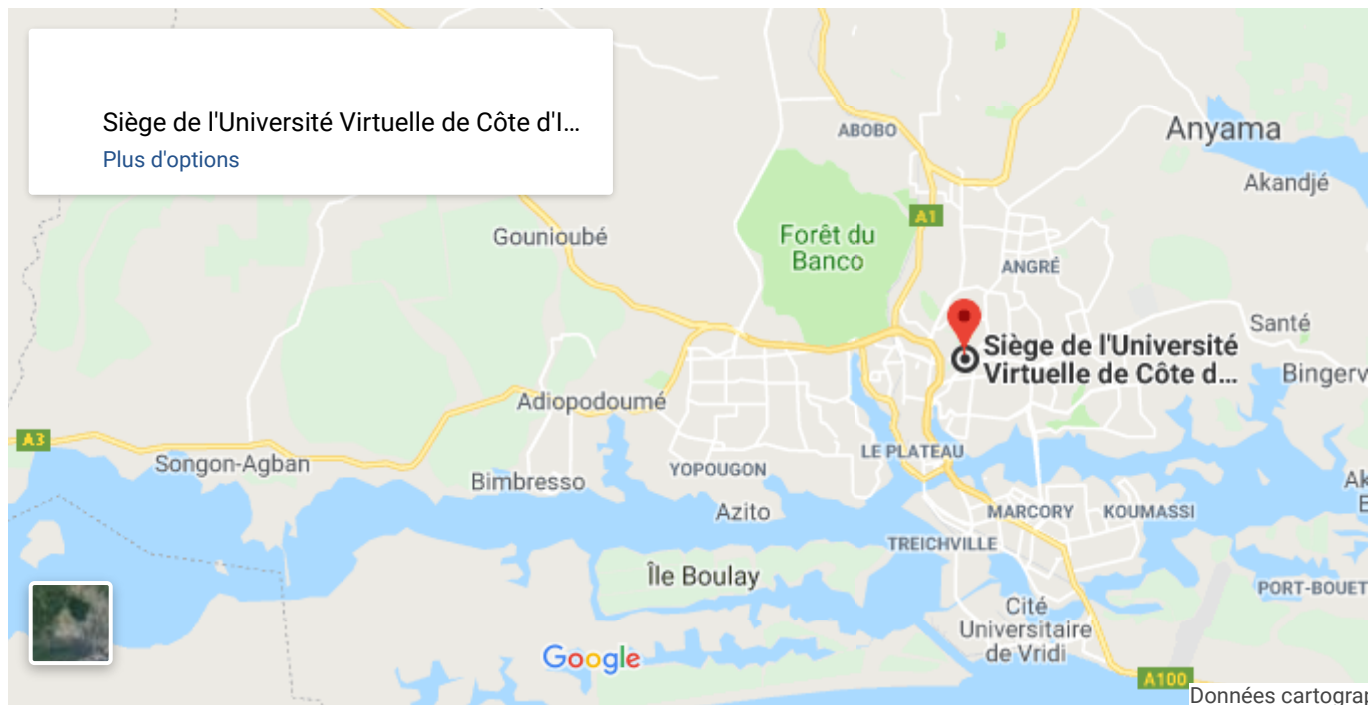 Siège de l'Université Virtuelle de Côte d'I...
Plus d'options
ABOBO
Anyama
Akandjé
A1
Gounioubé
Forêt du
Banco
ANGRÉ
Santé
Siège de l'Université
Virtuelle de Côte d...
Bingerv
Adiopodoumé
A3
Songon-Agban
Bimbresso
YOPOUGON
LE PLATEAU
Azito
MARCORY
KOUMASSI
Ak
E
TREICHVILLE
Île Boulay
PORT-BOUET
Cité
Universitaire
de Vridi
Google
A100
Données cartograp